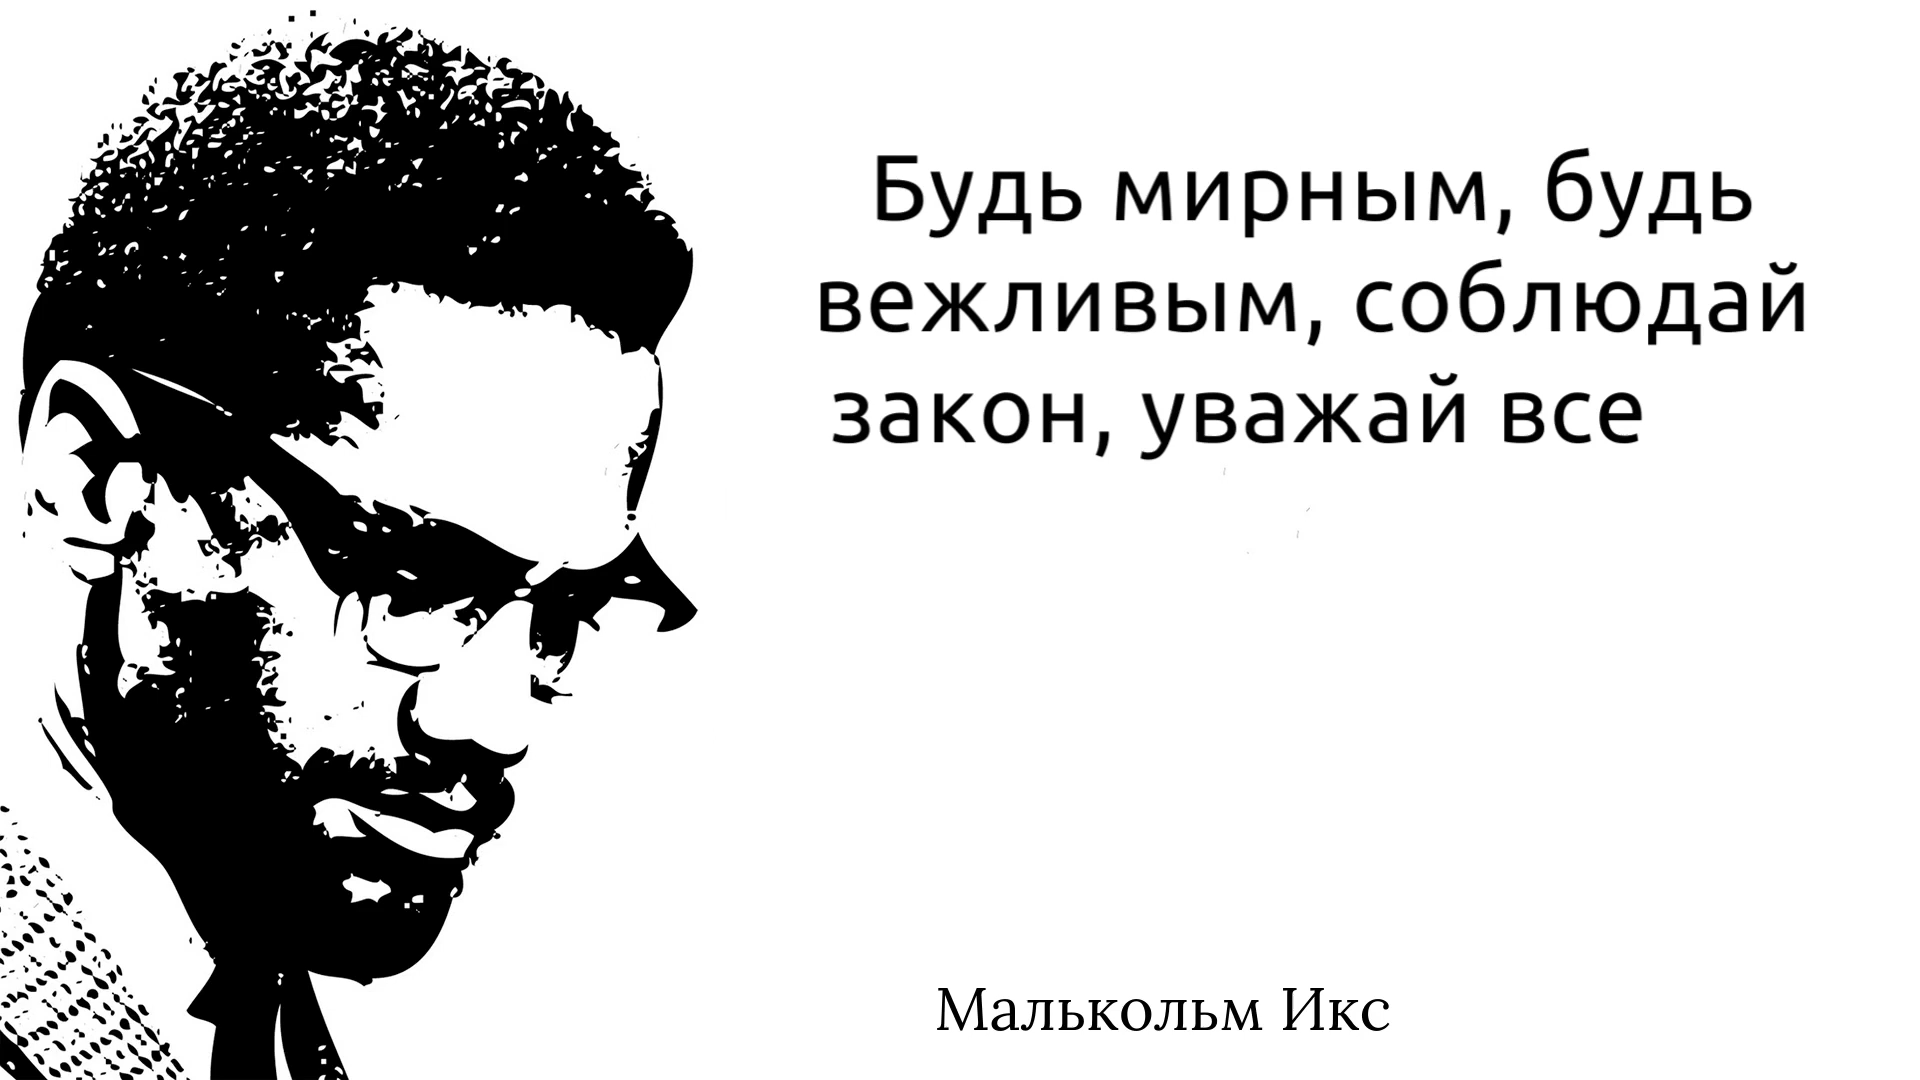 Будь мирным, будь
вежливым, соблюдай
закон, уважай все
Малькольм Икс